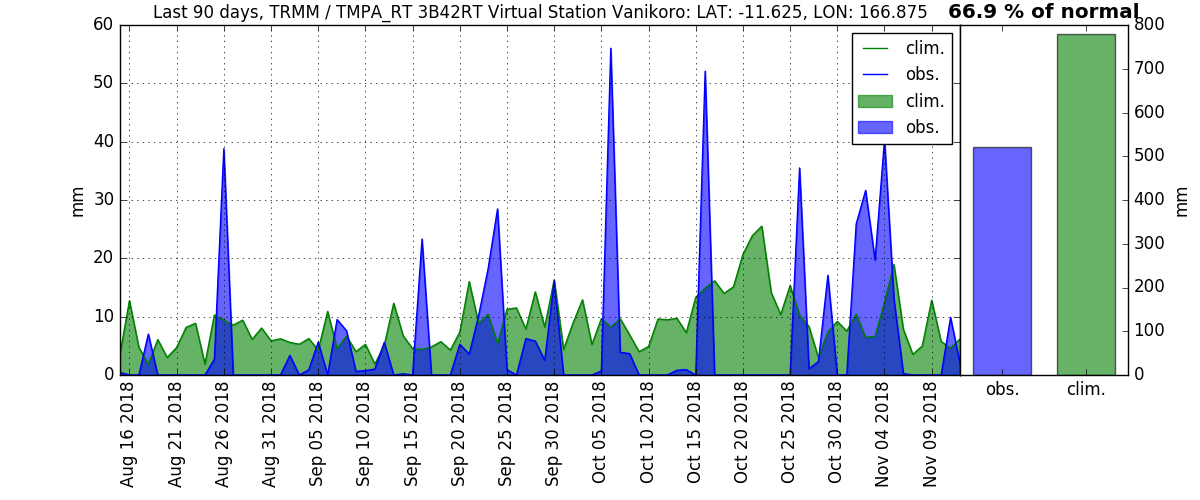 Last 90 days, TRMM / TMPA_RT 3B42RT Virtual Station Vanikoro: LAT: -11.625, LON: 166.875
66.9 % of normal
60
50
40
30
20
10
0
mm
clim.
obs.
clim.
obs.
Aug 16 2018
Aug 21 2018
Aug 26 2018
Aug 31 2018
Sep 05 2018
Sep 10 2018
Sep 15 2018
Sep 20 2018
Sep 25 2018
Sep 30 2018
Oct 05 2018
Oct 10 2018
Oct 15 2018
Oct 20 2018
Oct 25 2018
Oct 30 2018
Nov 04 2018
Nov 09 2018
800
700
600
500
400
300
200
100
0
mm
obs.
clim.